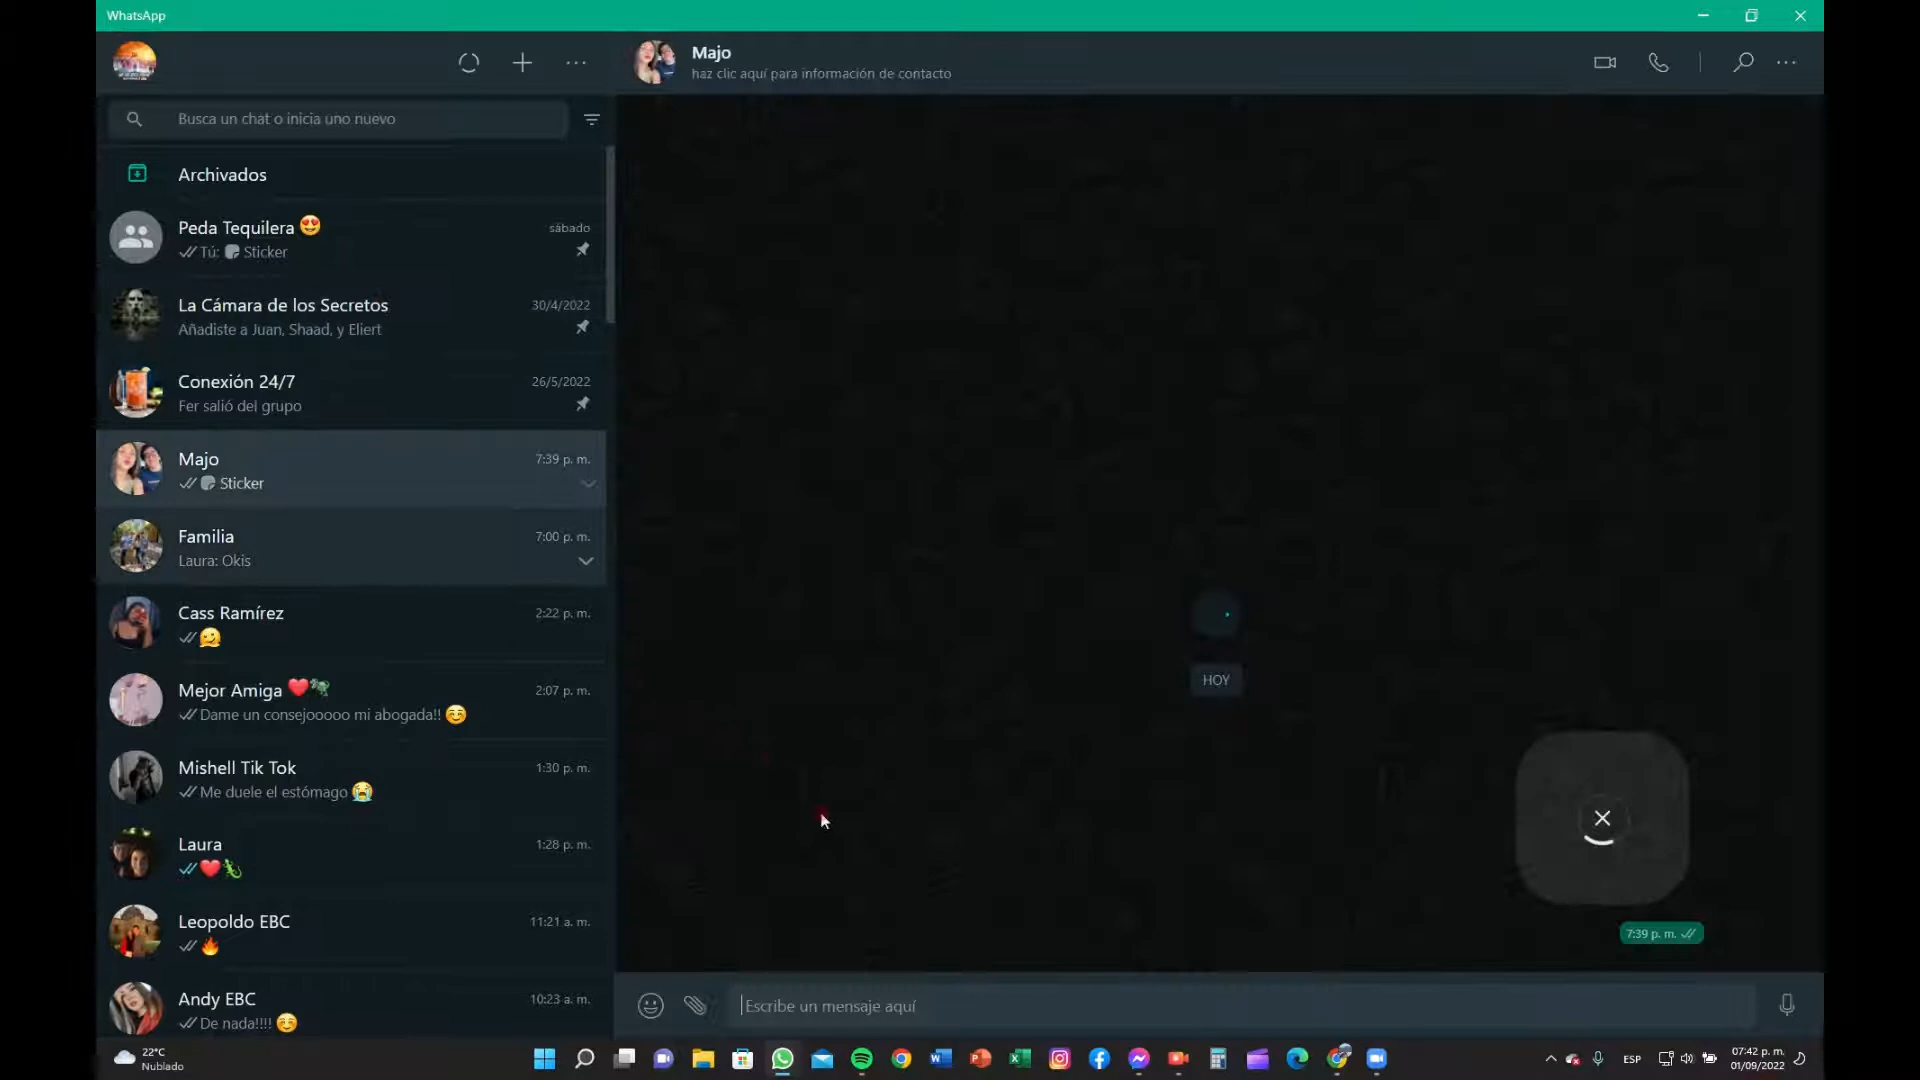 WhatsApp
Majo
haz clic aquí para información de contacto
Busca un chat o inicia uno nuevo
Archivados
Peda Tequilera 😍
sábado
Tú: Sticker
La Cámara de los Secretos
30/4/2022
Añadiste a Juan, Shaad, y Eliert
Conexión 24/7
26/5/2022
Fer salió del grupo
Majo
7:39 p. m.
Sticker
Familia
7:00 p. m.
Laura: Okis
Cass Ramírez
2:22 p. m.
Mejor Amiga ❤️🦖
2:07 p. m.
Dame un consejooooo mi abogada!! ☺️
Mishell Tik Tok
1:30 p. m.
Me duele el estómago 😭
Laura
1:28 p. m.
❤️🦎
Leopoldo EBC
11:21 a. m.
🔥
Andy EBC
10:23 a. m.
De nada!!!! ☺️
HOY
7:39 p. m.
Escribe un mensaje aquí
22°C
Nublado
ESP
07:42 p. m.
01/09/2022